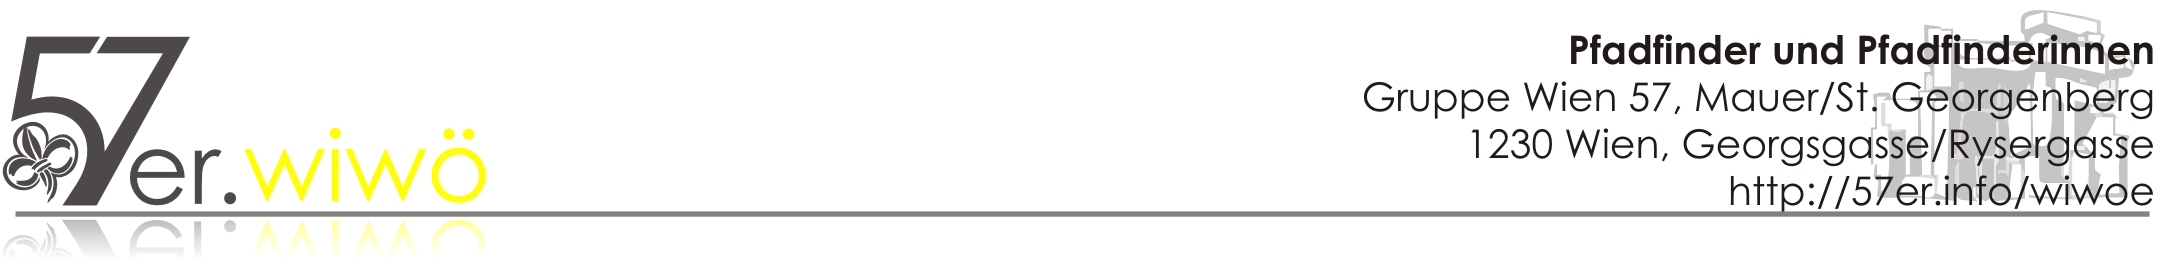 57er.wiwö
Pfadfinder und Pfadfinderinnen
Gruppe Wien 57, Mauer/St. Georgenberg
1230 Wien, Georgsgasse/Rysergasse
http://57er.info/wiwoe